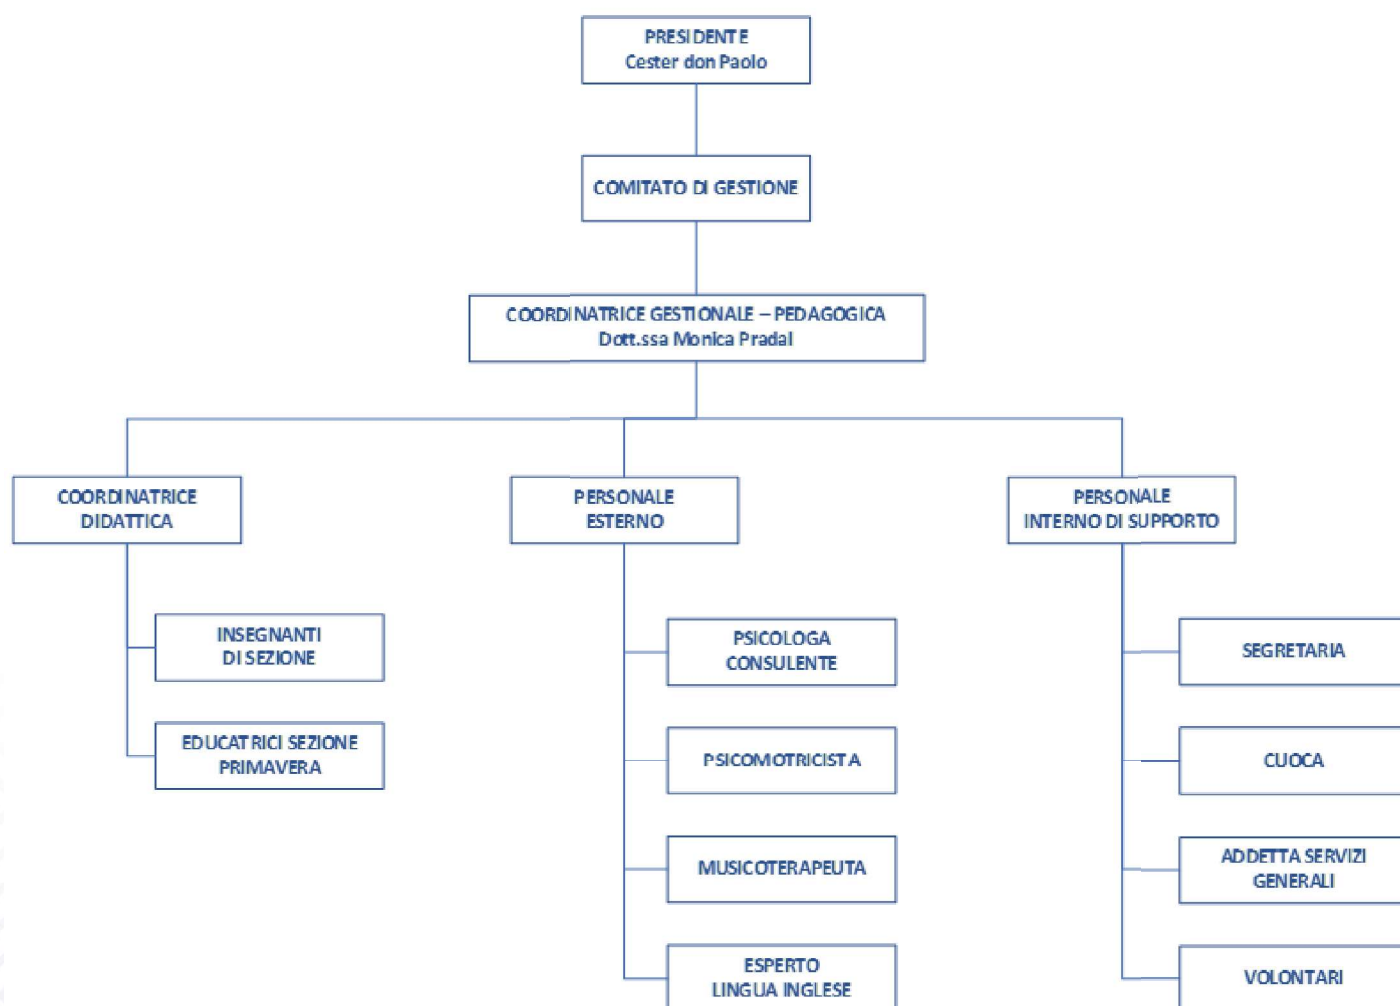 PRESIDENTE
Cester don Paolo
COMITATO DI GESTIONE
COORDINATRICE GESTIONALE – PEDAGOGICA
Dott.ssa Monica Pradal
COORDINATRICE
DIDATTICA
INSEGNANTI
DI SEZIONE
EDUCATRICI SEZIONE
PRIMAVERA
PERSONALE
ESTERNO
PSICOLOGA
CONSULENTE
PSICOMOTRICISTA
MUSICOTERAPEUTA
ESPERTO
LINGUA INGLESE
PERSONALE
INTERNO DI SUPPORTO
SEGRETARIA
CUOCA
ADDETTA SERVIZI
GENERALI
VOLONTARI